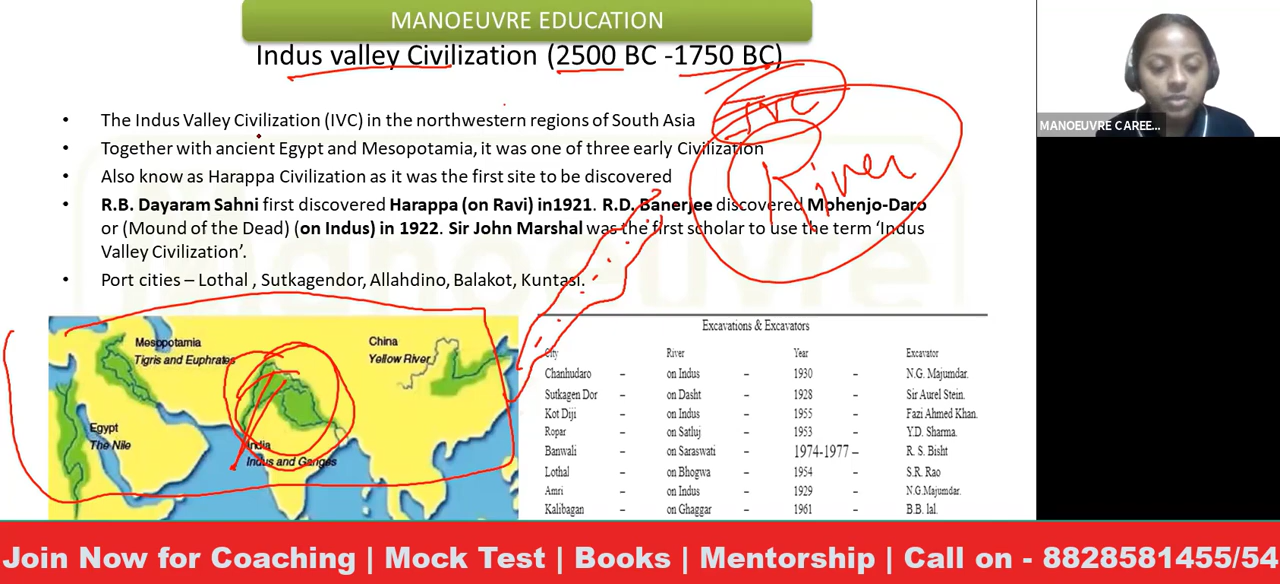 MANOEUVRE EDUCATION
Indus valley Civilization (2500 BC -1750 BC)
• The Indus Valley Civilization (IVC) in the northwestern regions of South Asia
• Together with ancient Egypt and Mesopotamia, it was one of three early Civilization
• Also know as Harappa Civilization as it was the first site to be discovered
• R.B. Dayaram Sahni first discovered Harappa (on Ravi) in1921. R.D. Banerjee discovered Mohenjo-Daro
or (Mound of the Dead) (on Indus) in 1922. Sir John Marshal was the first scholar to use the term ‘Indus
Valley Civilization’.
• Port cities – Lothal , Sutkagendor, Allahdino, Balakot, Kuntasi.
IVC
River
MANOEUVRE CAREE...
Mesopotamia
Tigris and Euphrates
China
Yellow River
Egypt
The Nile
India
Indus and Ganges
Excavations & Excavators
City River Year Excavator
Chanhudaro – on Indus – 1930 – N.G. Majumdar.
Sutkagen Dor – on Dasht – 1928 – Sir Aurel Stein.
Kot Diji – on Indus – 1955 – Fazi Ahmed Khan.
Ropar – on Satluj – 1953 – Y.D. Sharma.
Banwali – on Saraswati – 1974-1977 – R. S. Bisht
Lothal – on Bhogwa – 1954 – S.R. Rao
Amri – on Indus – 1929 – N.G.Majumdar.
Kalibagan – on Ghaggar – 1961 – B.B. lal.
Join Now for Coaching | Mock Test | Books | Mentorship | Call on - 8828581455/54